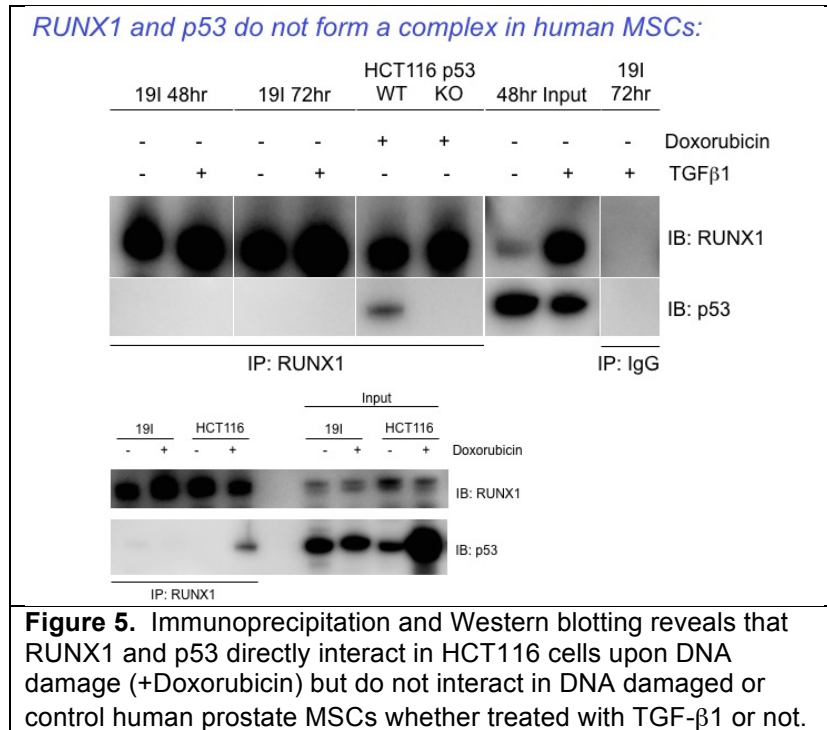 RUNX1 and p53 do not form a complex in human MSCs:
HCT116 p53 19I
19I 48hr 19I 72hr WT KO 48hr Input 72hr
- - - - + + - - - Doxorubicin
- + - + - - - + + TGFβ1
IB: RUNX1
IB: p53
IP: RUNX1 IP: IgG
Input
19I HCT116 19I HCT116
- + - + - + - + Doxorubicin
IB: RUNX1
IB: p53
IP: RUNX1
Figure 5. Immunoprecipitation and Western blotting reveals that
RUNX1 and p53 directly interact in HCT116 cells upon DNA
damage (+Doxorubicin) but do not interact in DNA damaged or
control human prostate MSCs whether treated with TGF-β1 or not.